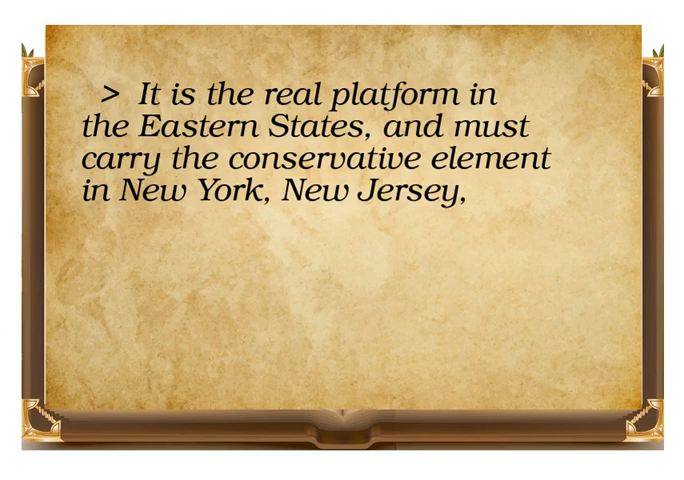 > It is the real platform in
the Eastern States, and must
carry the conservative element
in New York, New Jersey,